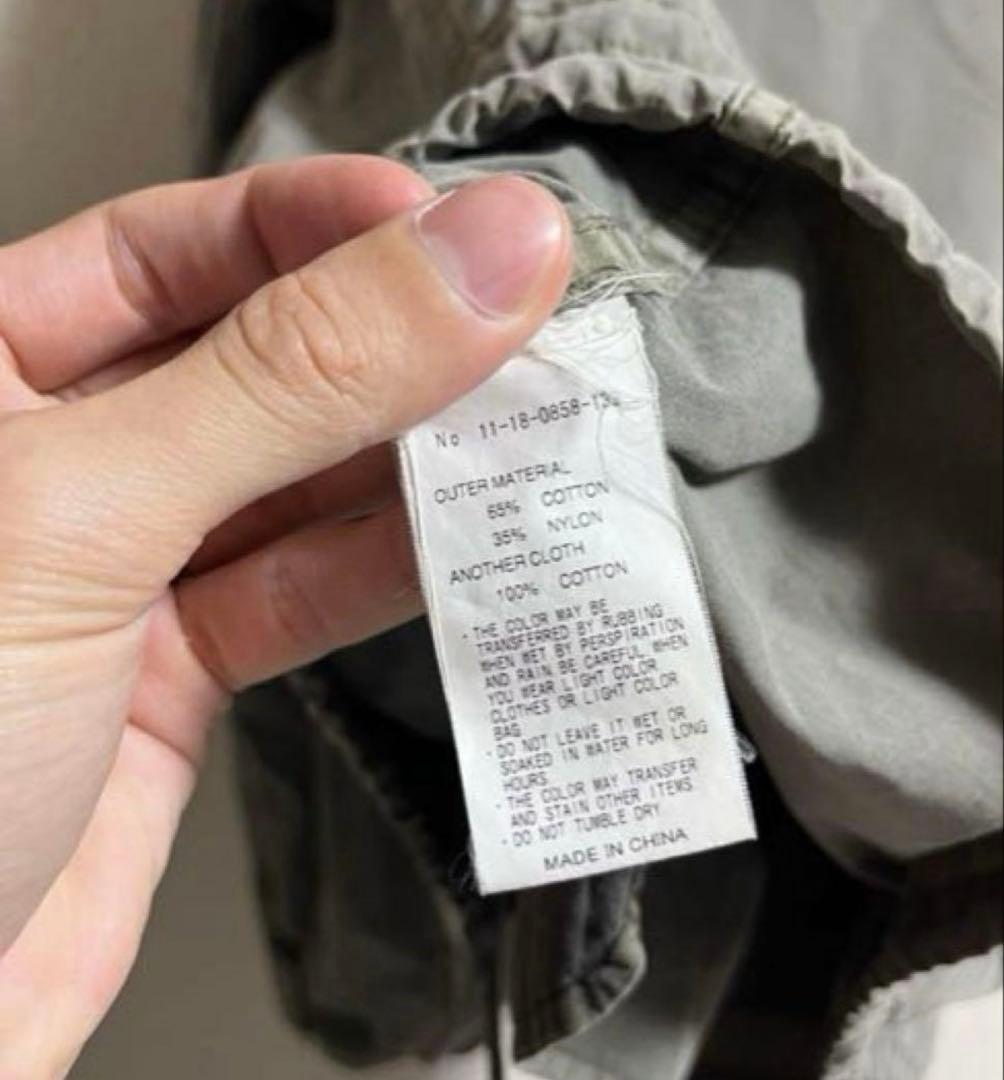 No 11-18-0858-13
OUTER MATERIAL
65% COTTON
35% NYLON
ANOTHER CLOTH
100% COTTON
・THE COLOR MAY BE
TRANSFERRED BY RUBBING
WHEN WET BY PERSPIRATION
AND RAIN BE CAREFUL WHEN
YOU WEAR LIGHT COLOR
CLOTHES OR LIGHT COLOR
BAG
・DO NOT LEAVE IT WET OR
SOAKED IN WATER FOR LONG
HOURS
・THE COLOR MAY TRANSFER
AND STAIN OTHER ITEMS
・DO NOT TUMBLE DRY
MADE IN CHINA